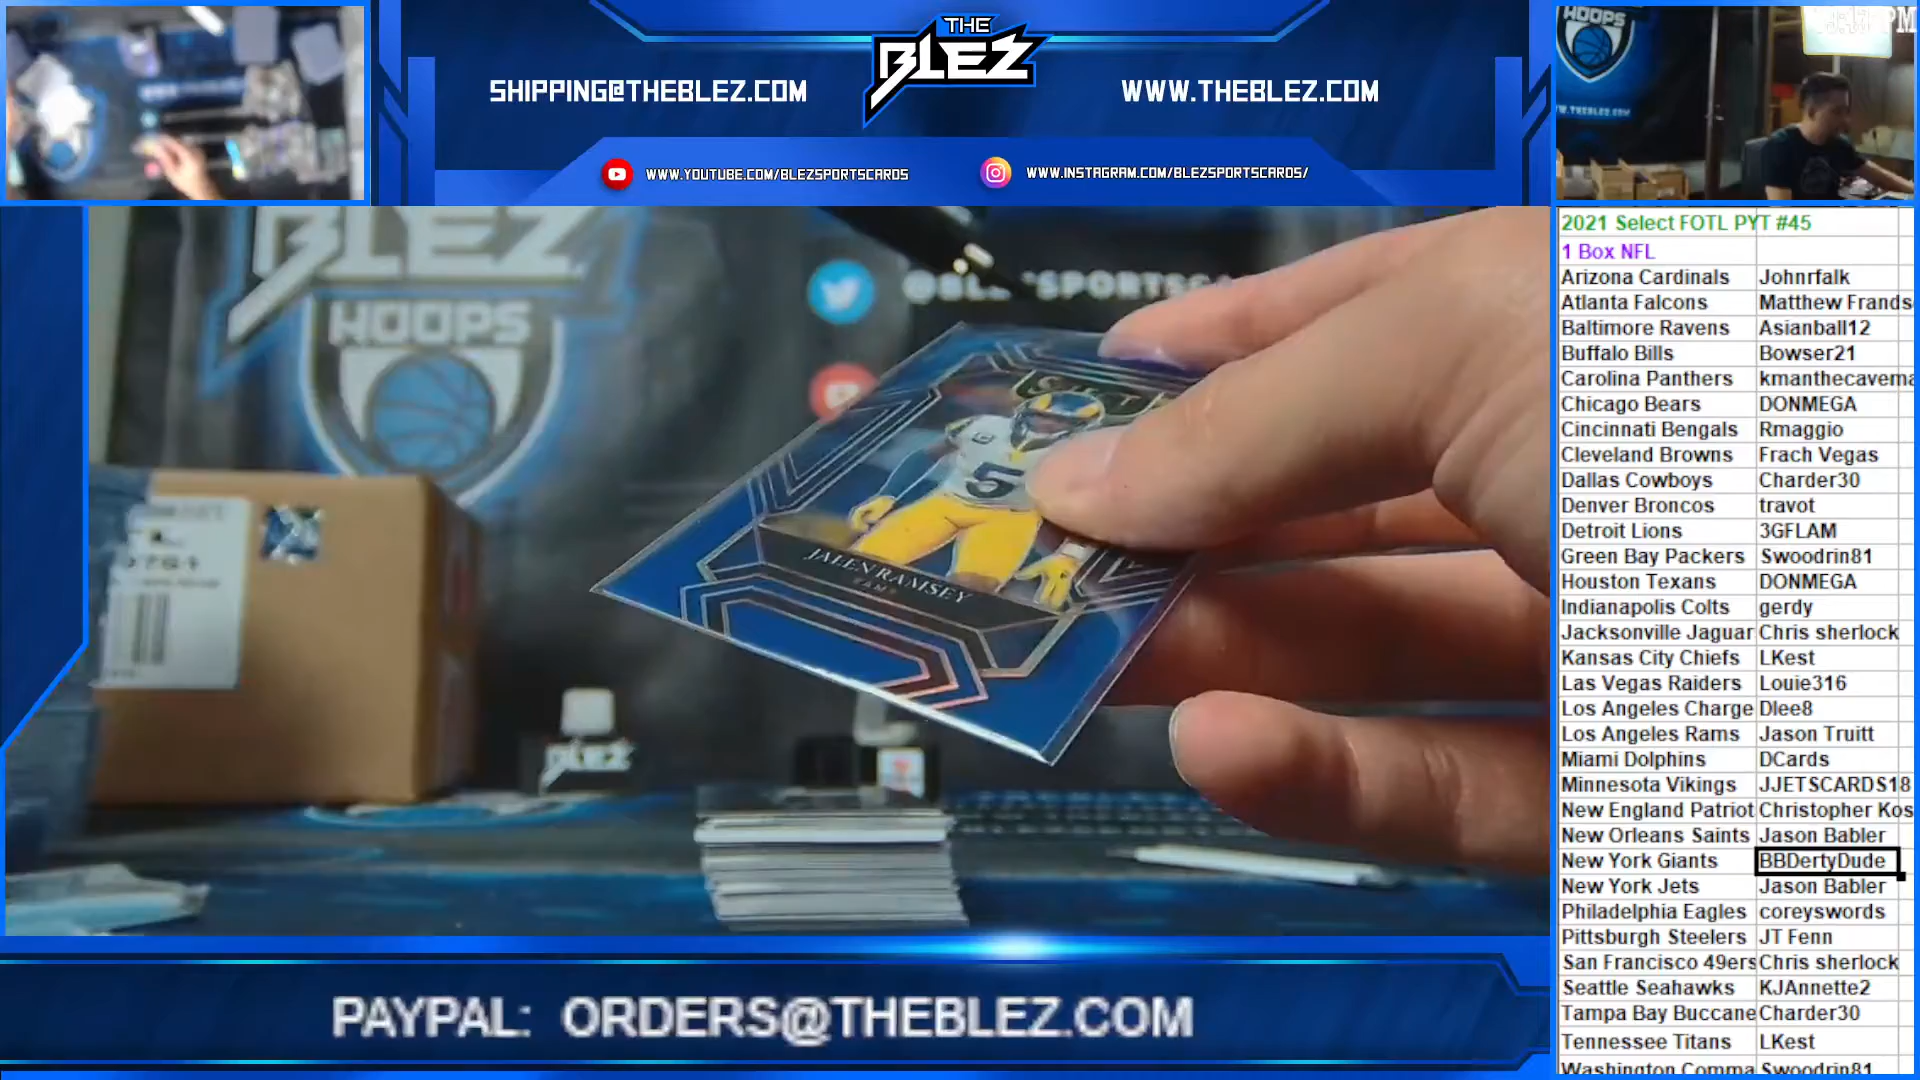 THE
BLEZ
SHIPPING@THEBLEZ.COM
WWW.THEBLEZ.COM
WWW.YOUTUBE.COM/BLEZSPORTSCARDS
WWW.INSTAGRAM.COM/BLEZSPORTSCARDS/
HOOPS
BLEZ
HOOPS
JALEN RAMSEY
RAMS
5
BLEZ
2021 Select FOTL PYT #45
1 Box NFL
Arizona Cardinals Johnrfalk
Atlanta Falcons Matthew Frands
Baltimore Ravens Asianball12
Buffalo Bills Bowser21
Carolina Panthers kmanthecavema
Chicago Bears DONMEGA
Cincinnati Bengals Rmaggio
Cleveland Browns Frach Vegas
Dallas Cowboys Charder30
Denver Broncos travot
Detroit Lions 3GFLAM
Green Bay Packers Swoodrin81
Houston Texans DONMEGA
Indianapolis Colts gerdy
Jacksonville Jaguar Chris sherlock
Kansas City Chiefs LKest
Las Vegas Raiders Louie316
Los Angeles Charge Dlee8
Los Angeles Rams Jason Truitt
Miami Dolphins DCards
Minnesota Vikings JJETSCARDS18
New England Patriot Christopher Kos
New Orleans Saints Jason Babler
New York Giants BBDertyDude
New York Jets Jason Babler
Philadelphia Eagles coreyswords
Pittsburgh Steelers JT Fenn
San Francisco 49ers Chris sherlock
Seattle Seahawks KJAnnette2
Tampa Bay Buccane Charder30
Tennessee Titans LKest
Washington Comma Swoodrin81
PAYPAL: ORDERS@THEBLEZ.COM